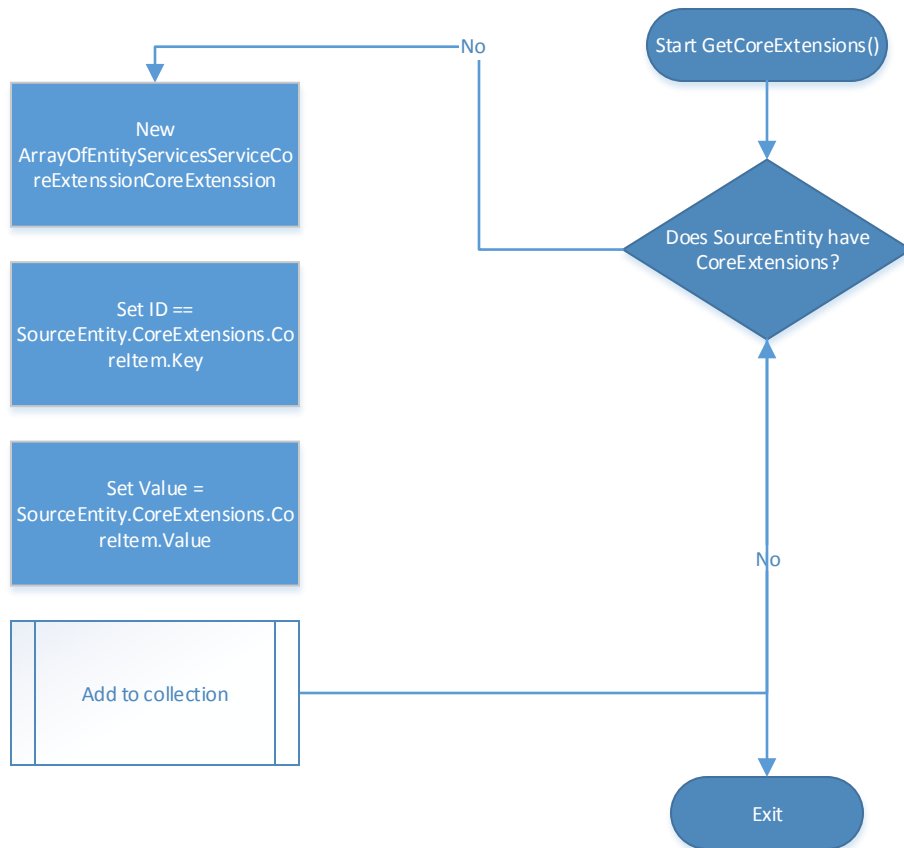 No
Start GetCoreExtensions()
New
ArrayOfEntityServicesServiceCo
reExtenssionCoreExtenssion
Does SourceEntity have
CoreExtensions?
Set ID ==
SourceEntity.CoreExtensions.Co
reItem.Key
Set Value =
SourceEntity.CoreExtensions.Co
reItem.Value
No
Add to collection
Exit